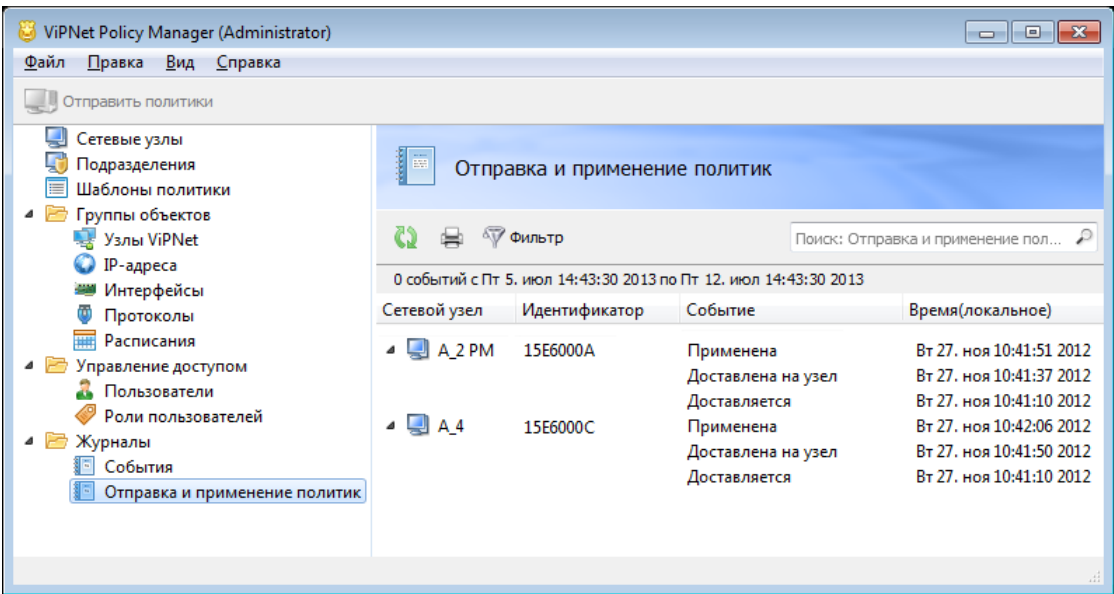 ViPNet Policy Manager (Administrator)
Файл Правка Вид Справка
Отправить политики
Сетевые узлы
Подразделения
Шаблоны политики
Группы объектов
Узлы ViPNet
IP-адреса
Интерфейсы
Протоколы
Расписания
Управление доступом
Пользователи
Роли пользователей
Журналы
События
Отправка и применение политик
Отправка и применение политик
Фильтр
Поиск: Отправка и применение пол...
0 событий с Пт 5. июл 14:43:30 2013 по Пт 12. июл 14:43:30 2013
Сетевой узел Идентификатор Событие Время(локальное)
A_2 PM 15E6000A Применена Вт 27. ноя 10:41:51 2012
Доставлена на узел Вт 27. ноя 10:41:37 2012
Доставляется Вт 27. ноя 10:41:10 2012
A_4 15E6000C Применена Вт 27. ноя 10:42:06 2012
Доставлена на узел Вт 27. ноя 10:41:50 2012
Доставляется Вт 27. ноя 10:41:10 2012